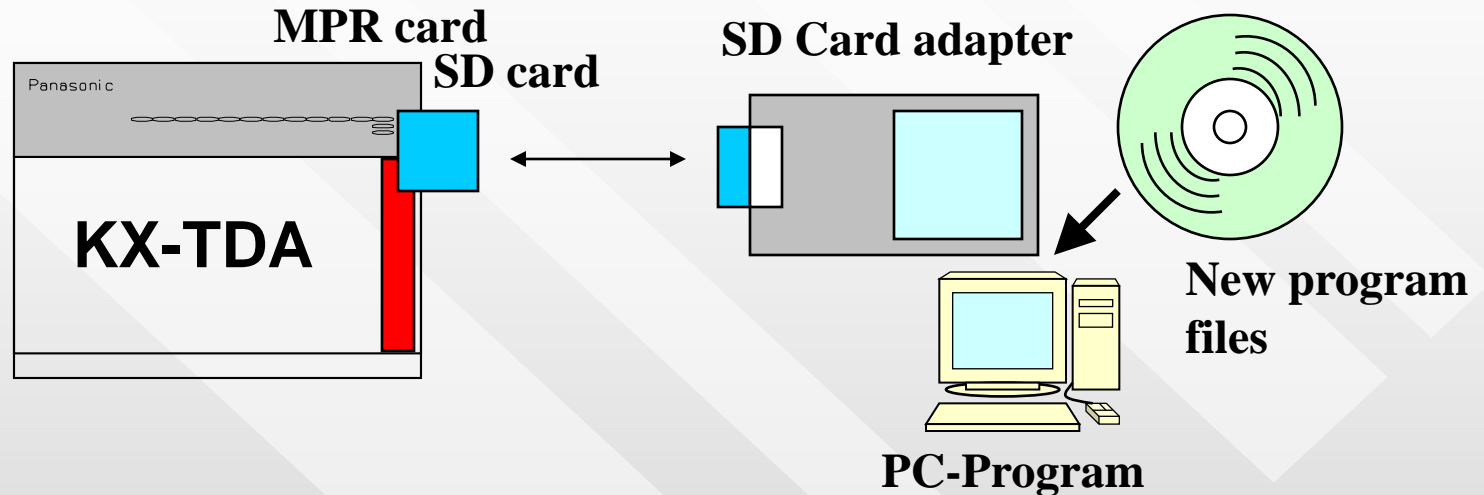 MPR card
SD card
SD Card adapter
Panasonic
KX-TDA
New program
files
PC-Program